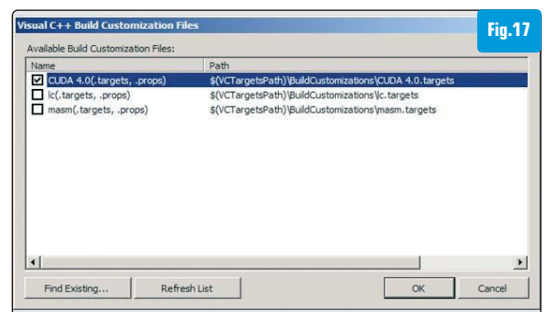 Visual C++ Build Customization Files
Fig.17
Available Build Customization Files:
Name Path
CUDA 4.0(.targets, .props) $(VCTargetsPath)\BuildCustomizations\CUDA 4.0.targets
lc(.targets, .props) $(VCTargetsPath)\BuildCustomizations\lc.targets
masm(.targets, .props) $(VCTargetsPath)\BuildCustomizations\masm.targets
Find Existing... Refresh List OK Cancel